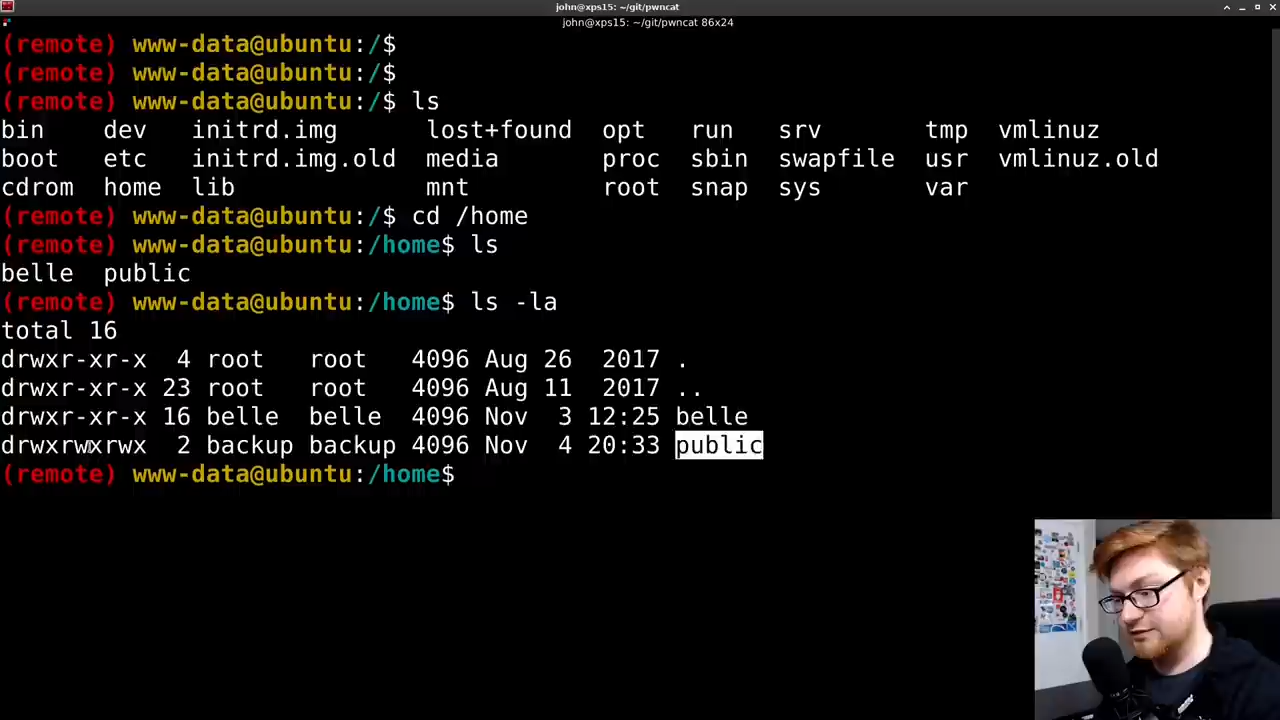 john@xps15: ~/git/pwncat
john@xps15: ~/git/pwncat 86x24
(remote) www-data@ubuntu:/$
(remote) www-data@ubuntu:/$
(remote) www-data@ubuntu:/$ ls
bin dev initrd.img lost+found opt run srv tmp vmlinuz
boot etc initrd.img.old media proc sbin swapfile usr vmlinuz.old
cdrom home lib mnt root snap sys var
(remote) www-data@ubuntu:/$ cd /home
(remote) www-data@ubuntu:/home$ ls
belle public
(remote) www-data@ubuntu:/home$ ls -la
total 16
drwxr-xr-x 4 root root 4096 Aug 26 2017 .
drwxr-xr-x 23 root root 4096 Aug 11 2017 ..
drwxr-xr-x 16 belle belle 4096 Nov 3 12:25 belle
drwxrwxrwx 2 backup backup 4096 Nov 4 20:33 public
(remote) www-data@ubuntu:/home$